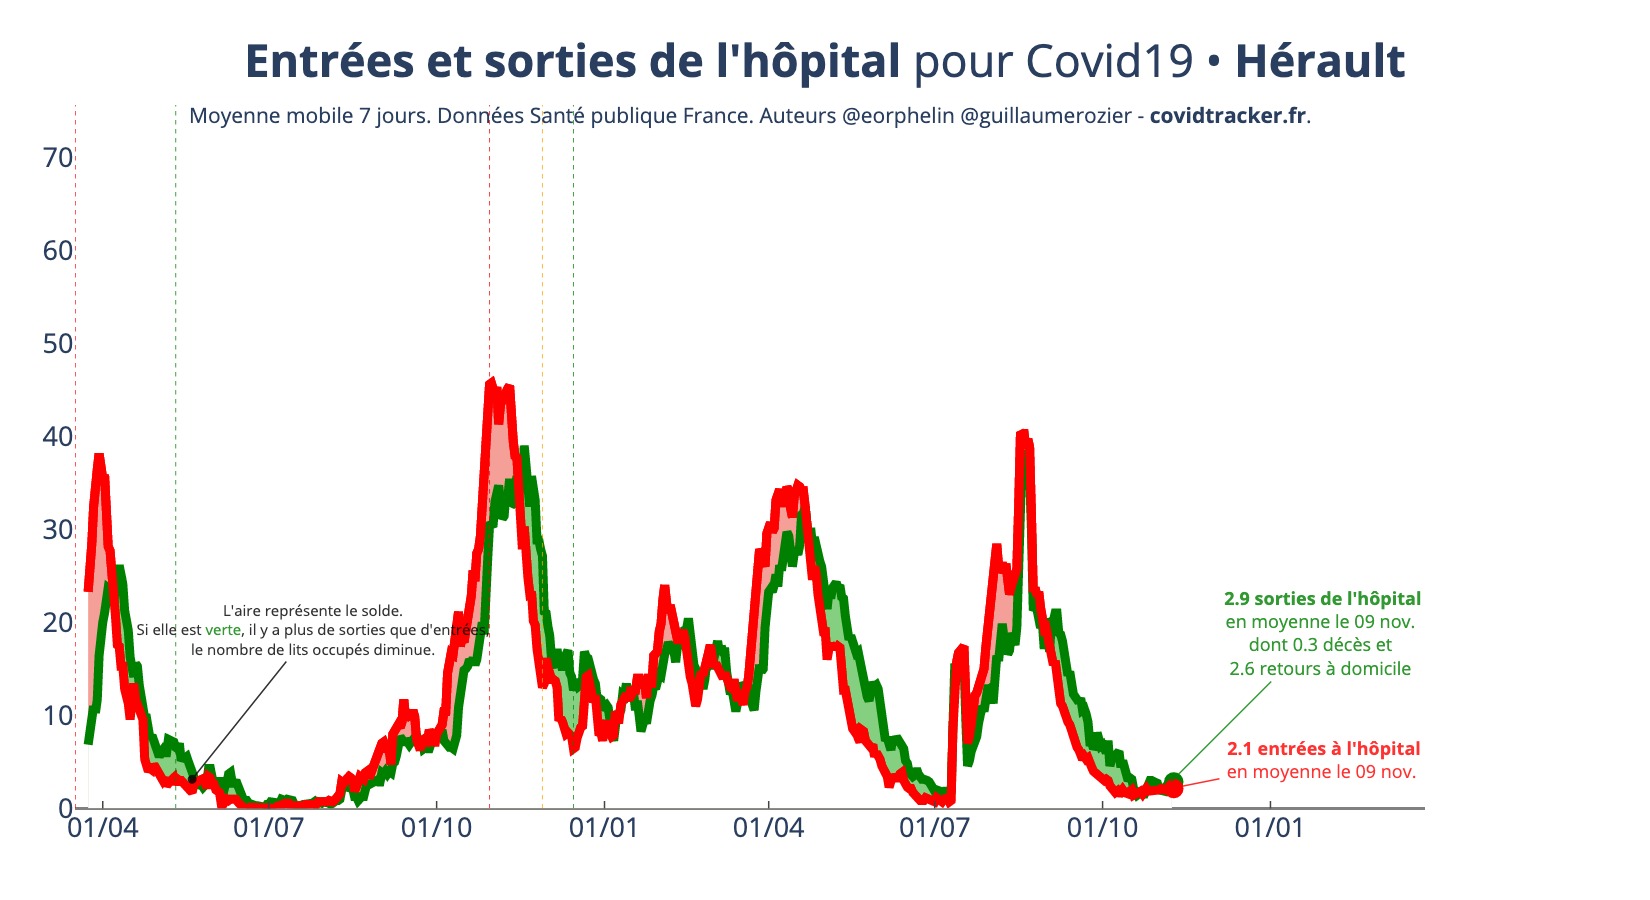 Entrées et sorties de l'hôpital pour Covid19 • Hérault
Moyenne mobile 7 jours. Données Santé publique France. Auteurs @eorphelin @guillaumerozier - covidtracker.fr.
70
60
50
40
30
20
10
0
L'aire représente le solde.
Si elle est verte, il y a plus de sorties que d'entrées,
le nombre de lits occupés diminue.
2.9 sorties de l'hôpital
en moyenne le 09 nov.
dont 0.3 décès et
2.6 retours à domicile
2.1 entrées à l'hôpital
en moyenne le 09 nov.
01/04 01/07 01/10 01/01 01/04 01/07 01/10 01/01